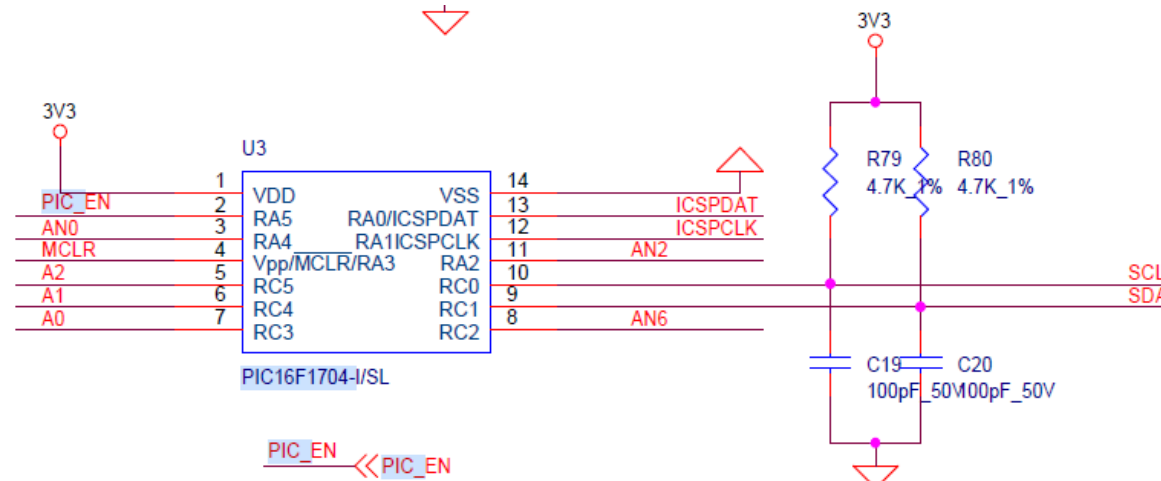 3V3
3V3
U3
R79
4.7K_1%
R80
4.7K_1%
PIC_EN
1
VDD
VSS
14
AN0
2
RA5
RA0/ICSPDAT
13
ICSPDAT
MCLR
3
RA4
RA1ICSPCLK
12
ICSPCLK
A2
4
Vpp/MCLR/RA3
RA2
11
AN2
A1
5
RC5
RC0
10
SCL
A0
6
RC4
RC1
9
SDA
7
RC3
RC2
8
AN6
PIC16F1704-I/SL
C19
100pF_50V
C20
100pF_50V
PIC_EN
PIC_EN